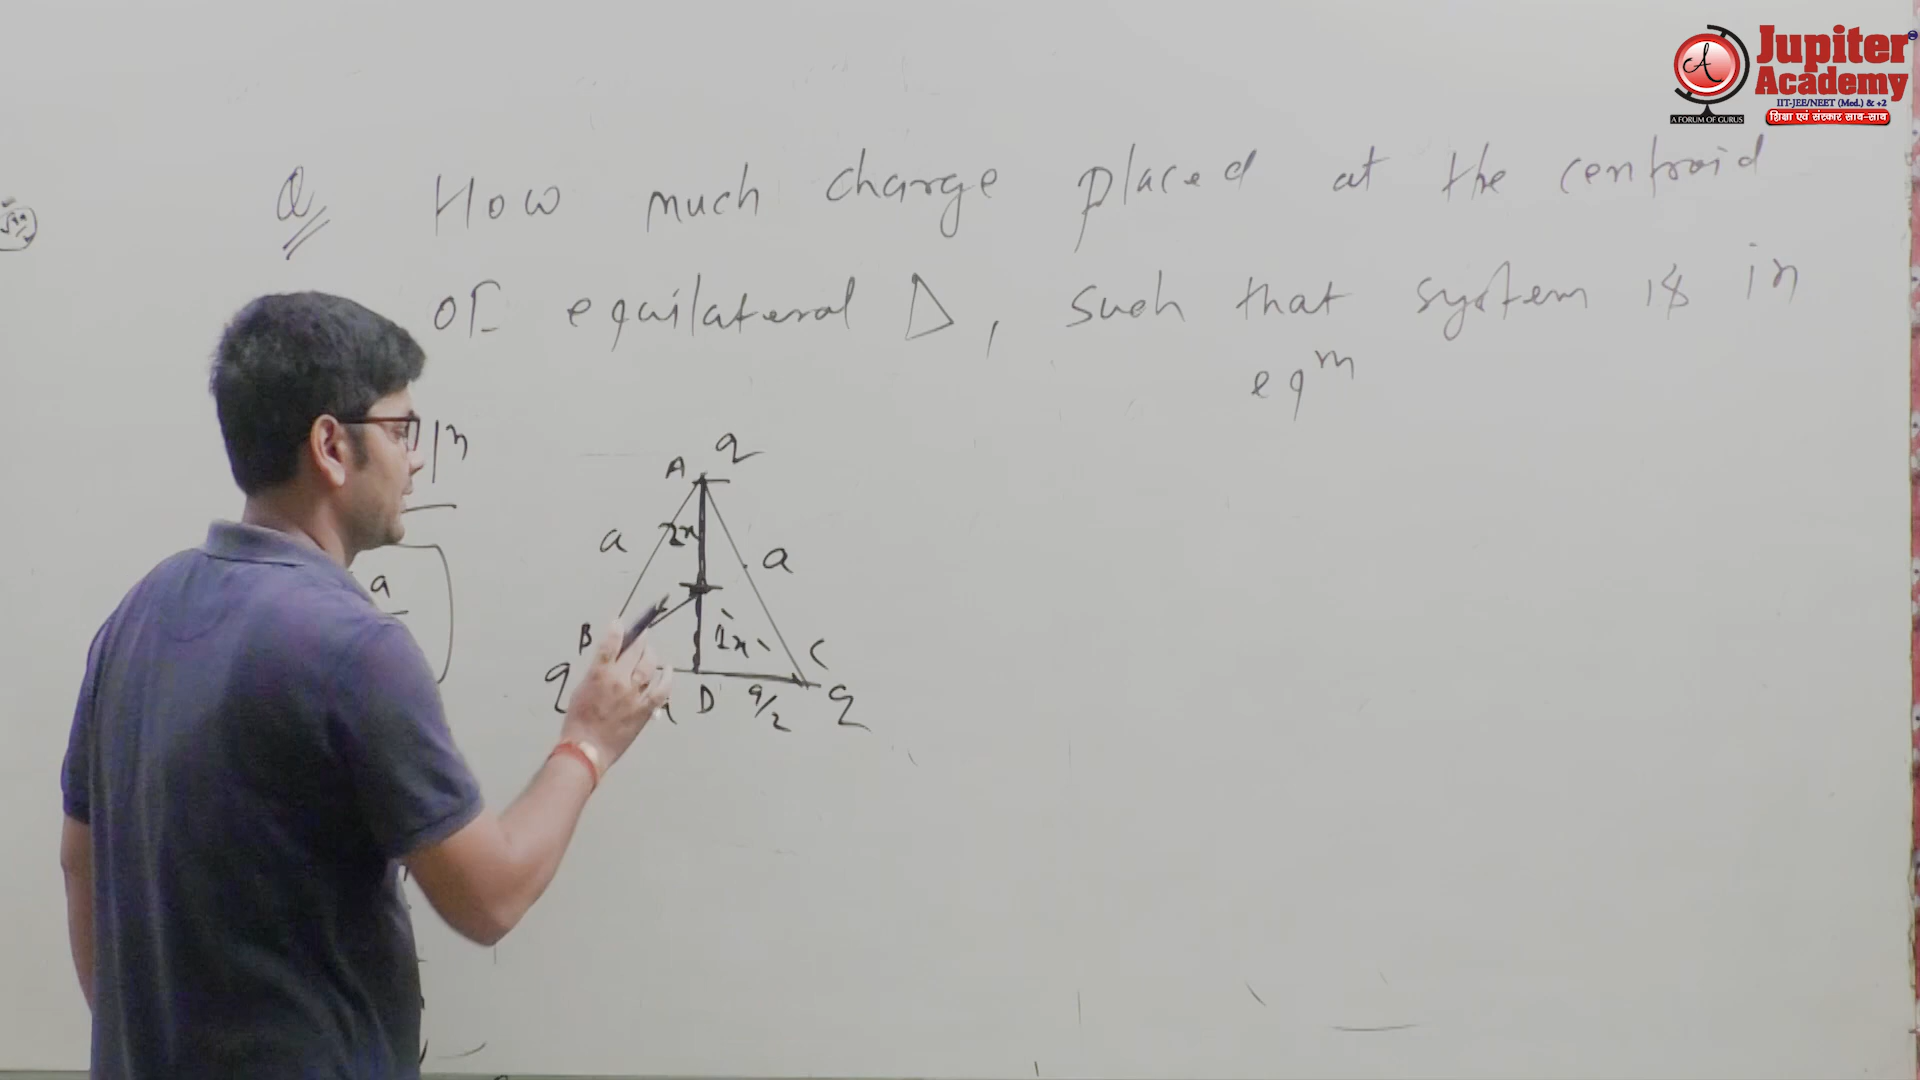 Jupiter
Academy
IIT-JEE/NEET (Med.) & +2
A FORUM OF GURUS
शिक्षा एवं संस्कार साथ-साथ
Q How much charge placed at the centroid
of equilateral Δ, such that system is in
eqᵐ
A q
a 2x a
B 1x C
q D a/2 q
a